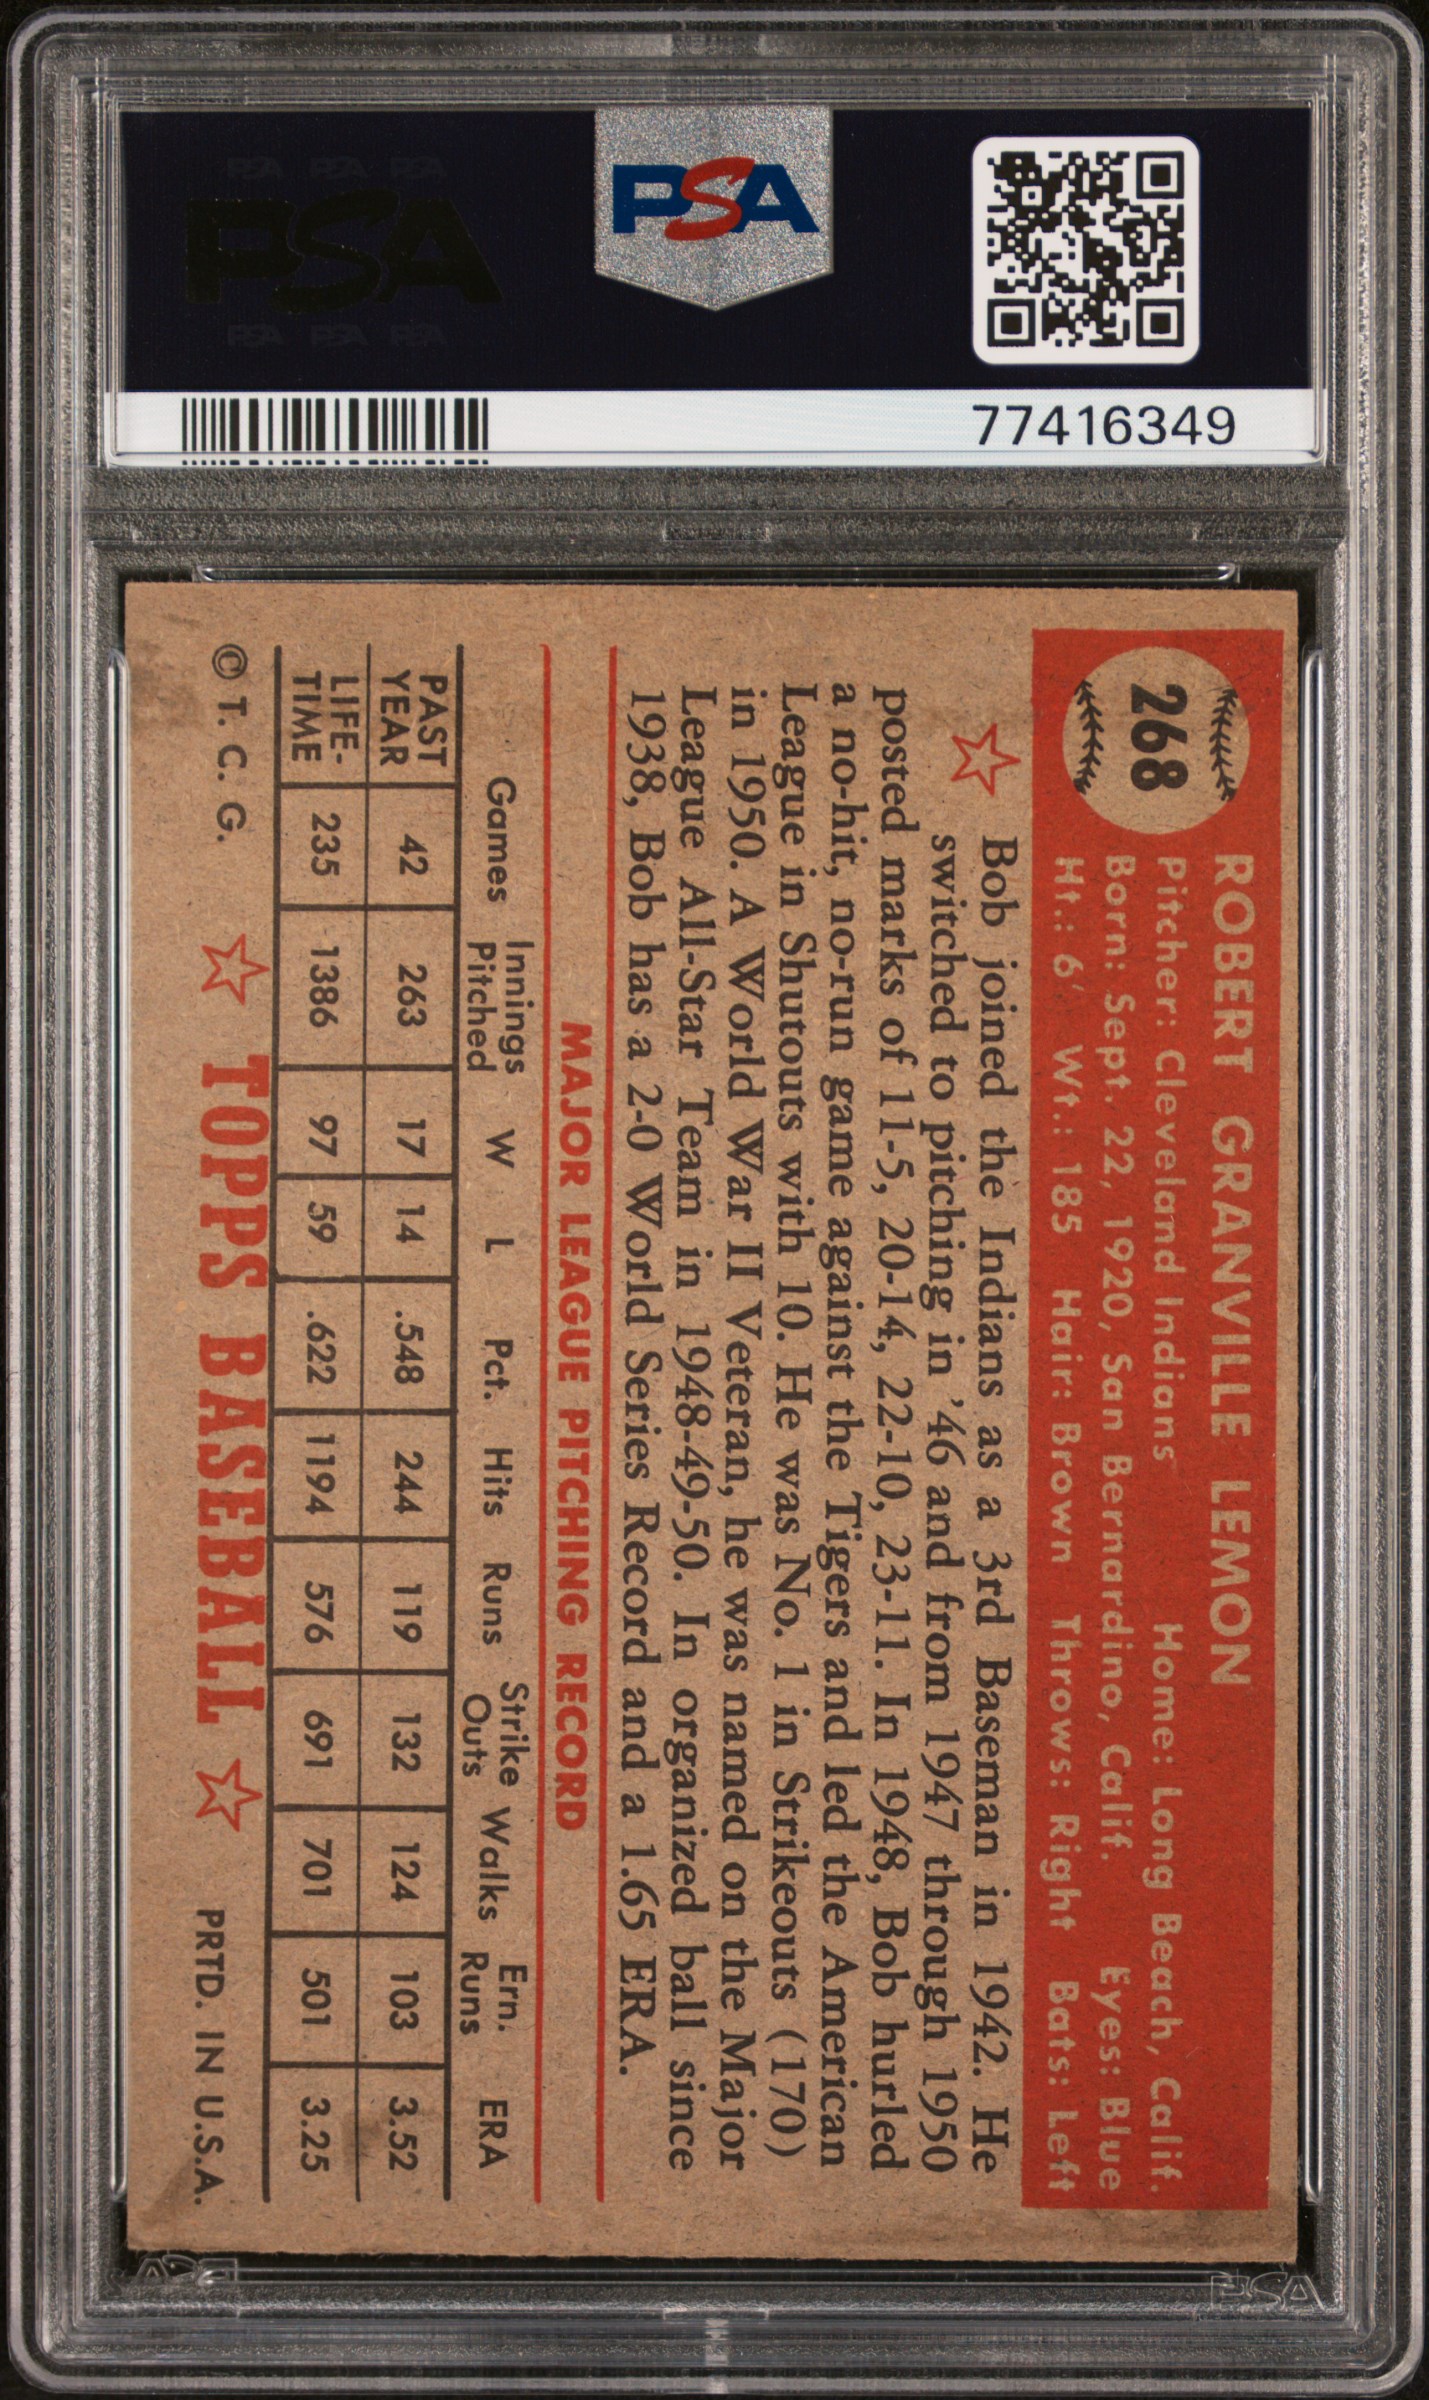 PSA PSA PSA
PSA
PSA PSA PSA
PSA
77416349
268
ROBERT GRANVILLE LEMON
Pitcher: Cleveland Indians Home: Long Beach, Calif.
Born: Sept. 22, 1920, San Bernardino, Calif. Eyes: Blue
Ht.: 6' Wt.: 185 Hair: Brown Throws: Right Bats: Left
Bob joined the Indians as a 3rd Baseman in 1942. He
switched to pitching in '46 and from 1947 through 1950
posted marks of 11-5, 20-14, 22-10, 23-11. In 1948, Bob hurled
a no-hit, no-run game against the Tigers and led the American
League in Shutouts with 10. He was No. 1 in Strikeouts (170)
in 1950. A World War II Veteran, he was named on the Major
League All-Star Team in 1948-49-50. In organized ball since
1938, Bob has a 2-0 World Series Record and a 1.65 ERA.
MAJOR LEAGUE PITCHING RECORD
Games Innings Pitched W L Pct. Hits Runs Strike Outs Walks Ern. Runs ERA
PAST YEAR 42 263 17 14 .548 244 119 132 124 103 3.52
LIFE-TIME 235 1386 97 59 .622 1194 576 691 701 501 3.25
© T. C. G. TOPPS BASEBALL PRTD. IN U.S.A.
PSA
PSA